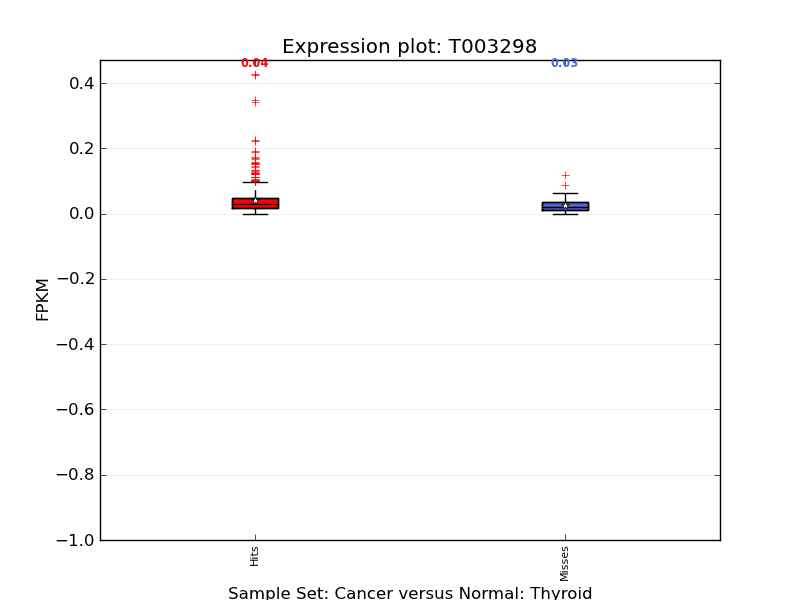 Expression plot: T003298
0.04
0.03
0.4
0.2
0.0
−0.2
−0.4
−0.6
−0.8
−1.0
FPKM
Hits
Misses
Sample Set: Cancer versus Normal: Thyroid